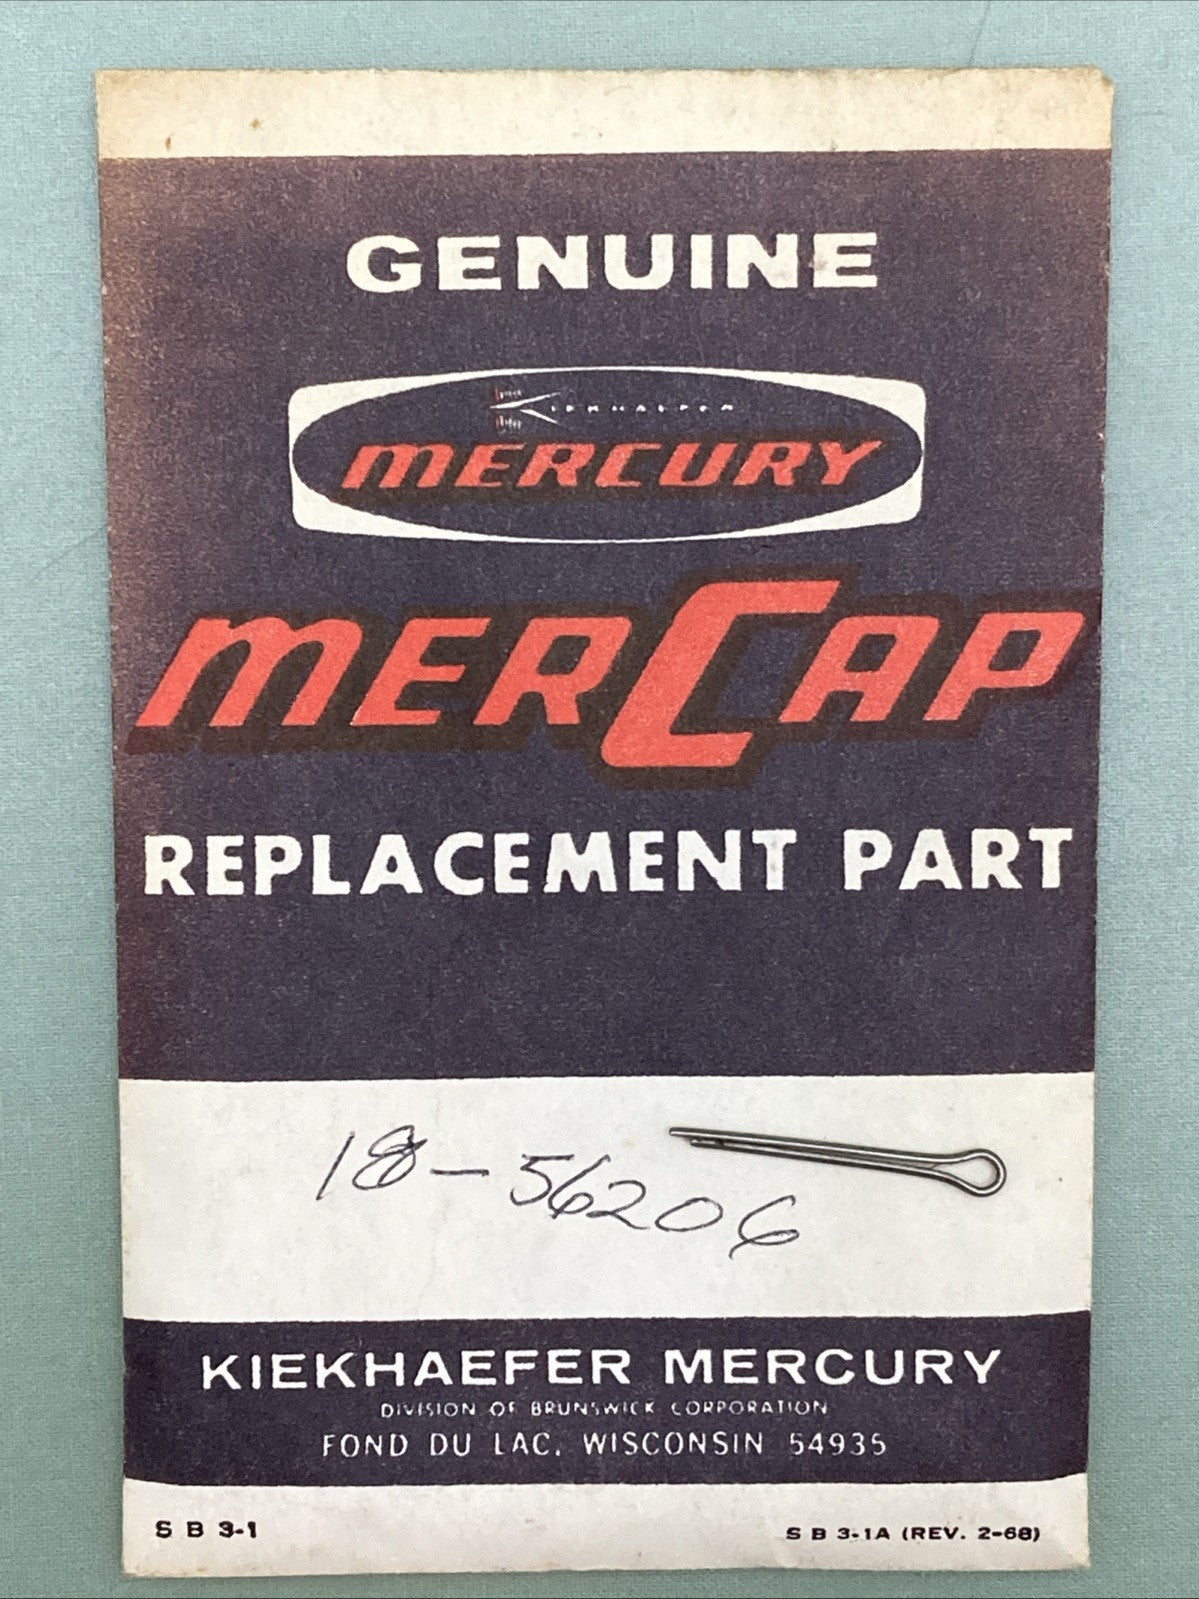 GENUINE
KIEKHAEFER
MERCURY
MERCAP
REPLACEMENT PART
18-56206
KIEKHAEFER MERCURY
DIVISION OF BRUNSWICK CORPORATION
FOND DU LAC, WISCONSIN 54935
S B 3-1
S B 3-1A (REV. 2-68)